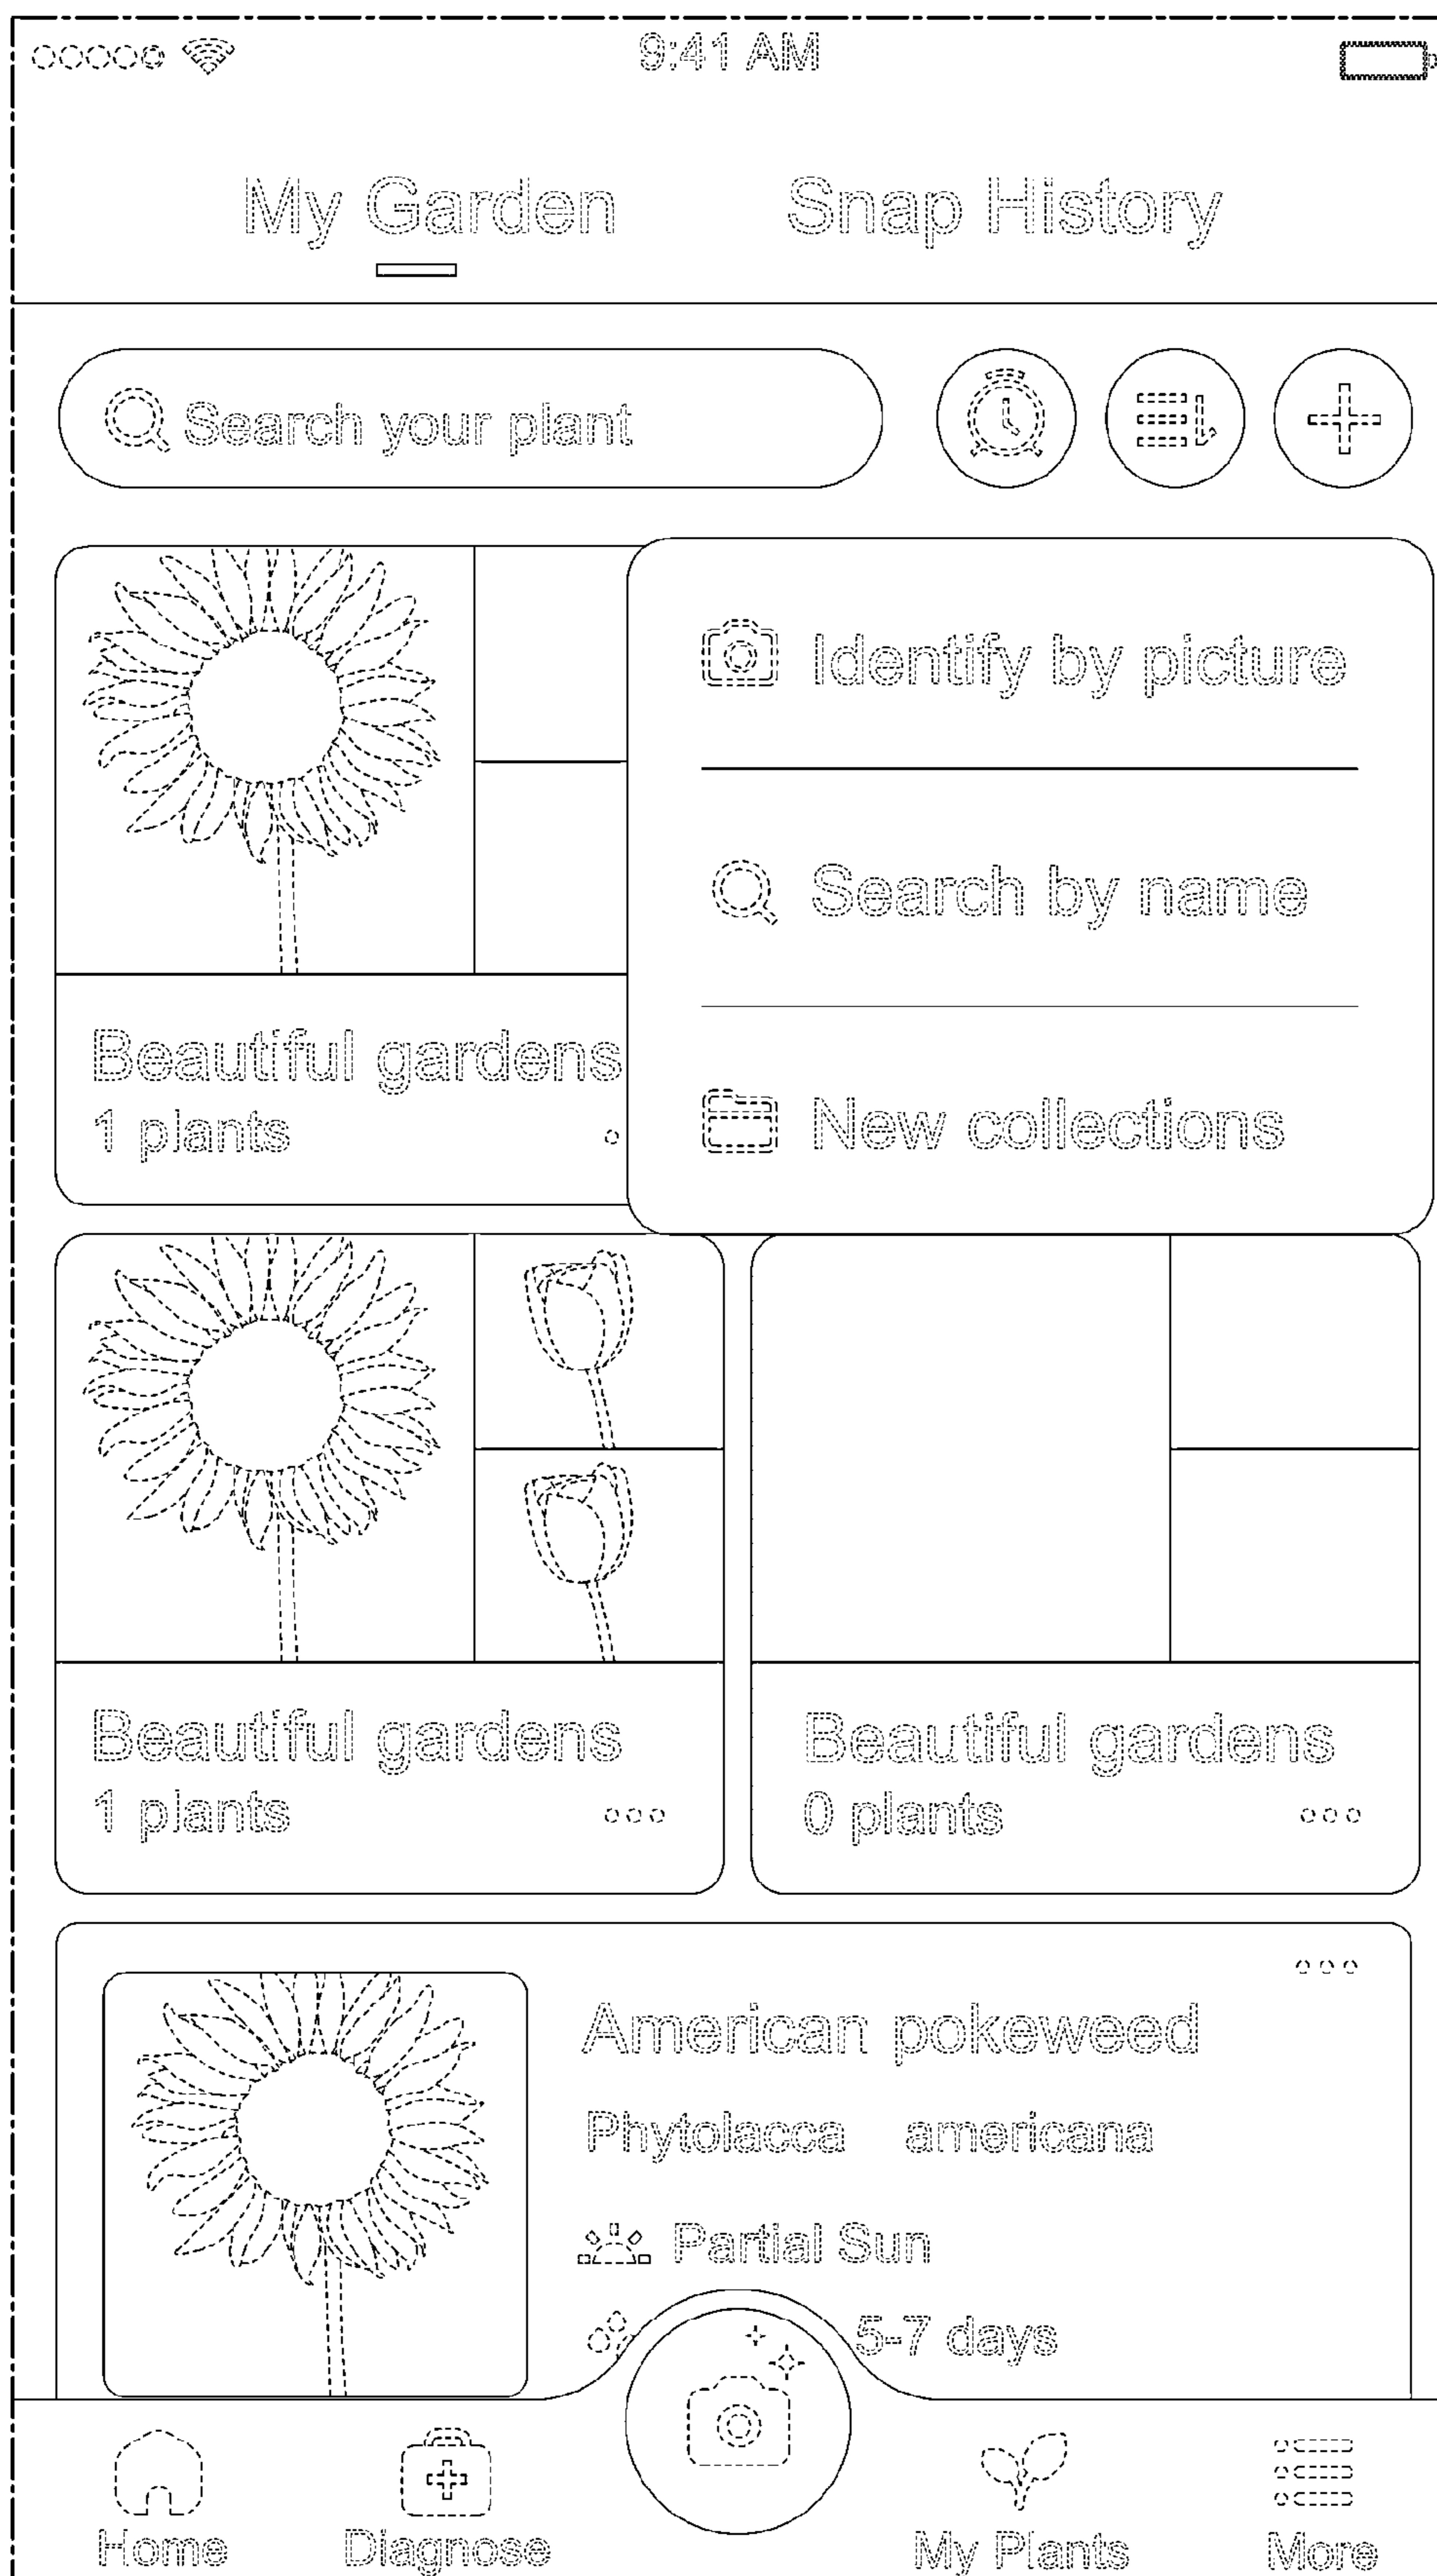 9:41 AM
My Garden Snap History
Search your plant
Identify by picture
Search by name
New collections
Beautiful gardens
1 plants
Beautiful gardens
1 plants
Beautiful gardens
0 plants
American pokeweed
Phytolacca americana
Partial Sun
5-7 days
Home Diagnose My Plants More